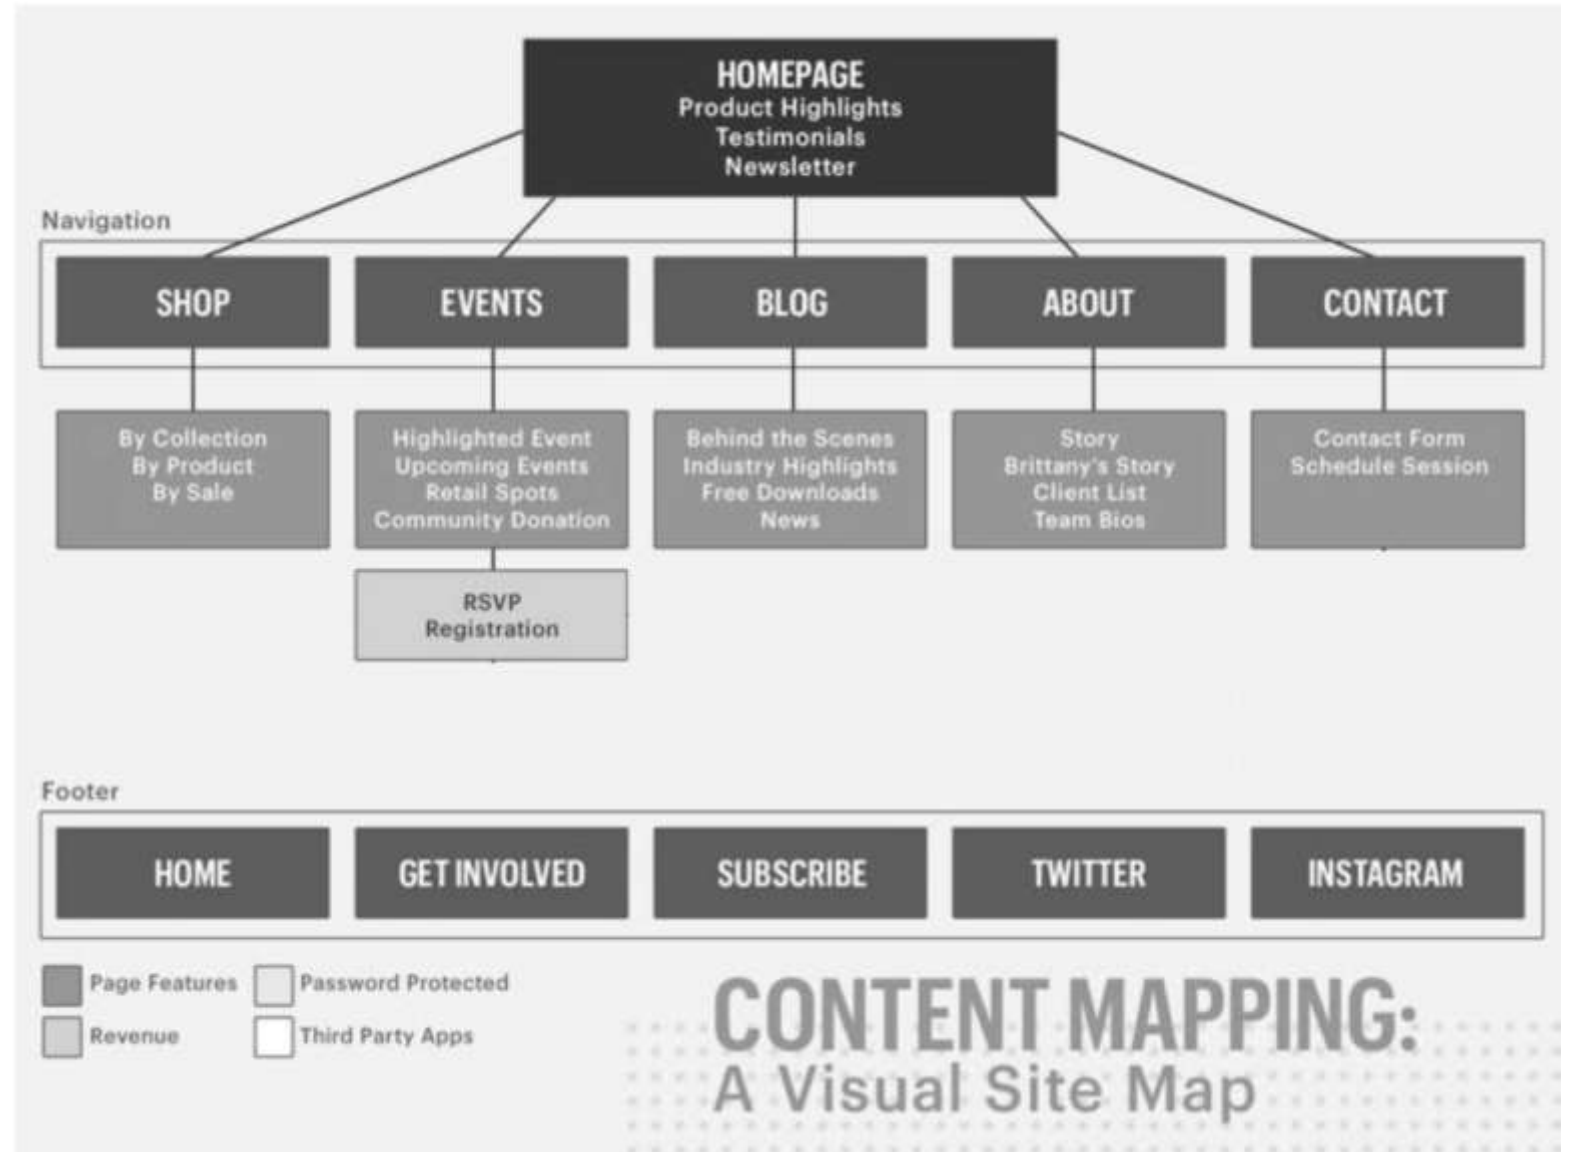 HOMEPAGE
Product Highlights
Testimonials
Newsletter
Navigation
SHOP
EVENTS
BLOG
ABOUT
CONTACT
By Collection
By Product
By Sale
Highlighted Event
Upcoming Events
Retail Spots
Community Donation
Behind the Scenes
Industry Highlights
Free Downloads
News
Story
Brittany's Story
Client List
Team Bios
Contact Form
Schedule Session
RSVP
Registration
Footer
HOME
GET INVOLVED
SUBSCRIBE
TWITTER
INSTAGRAM
Page Features
Password Protected
Revenue
Third Party Apps
CONTENT MAPPING:
A Visual Site Map